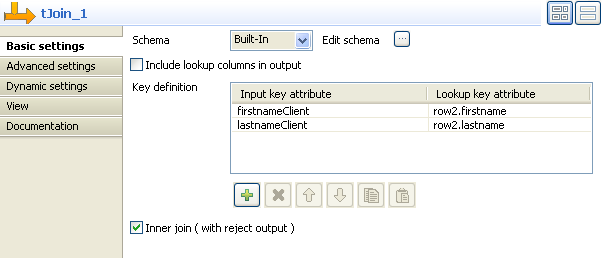 tJoin_1
Basic settings
Advanced settings
Dynamic settings
View
Documentation
Schema Built-In Edit schema ...
Include lookup columns in output
Key definition
Input key attribute Lookup key attribute
firstnameClient row2.firstname
lastnameClient row2.lastname
Inner join ( with reject output )